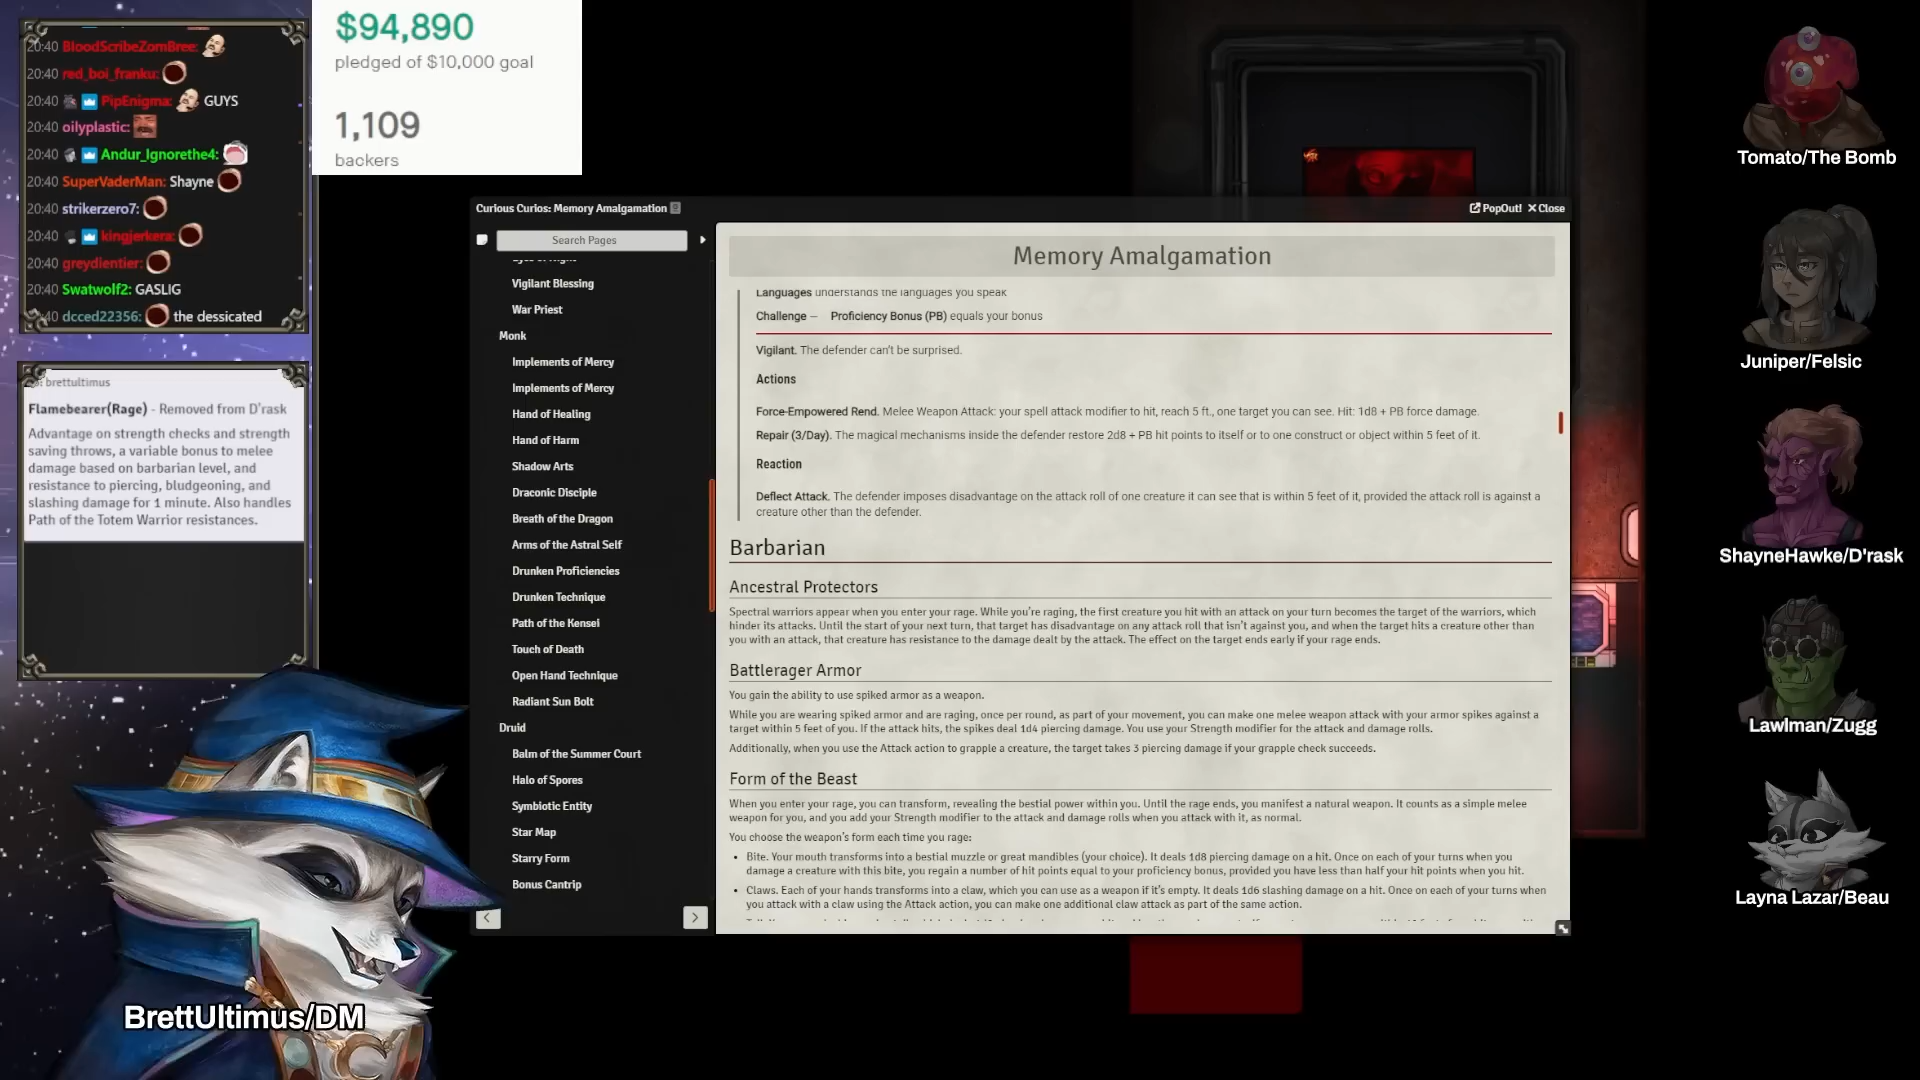 20:40 BloodScribeZomBree:
20:40 red_boi_franku:
20:40 PipEnigma: GUYS
20:40 oilyplastic:
20:40 Andur_Ignorethe4:
20:40 SuperVaderMan: Shayne
20:40 strikerzero7:
20:40 kingjerkera:
20:40 greydientier:
20:40 Swatwolf2: GASLIG
40 dcced22356: the dessicated
$94,890
pledged of $10,000 goal
1,109
backers
brettultimus
Flamebearer(Rage) - Removed from D'rask
Advantage on strength checks and strength
saving throws, a variable bonus to melee
damage based on barbarian level, and
resistance to piercing, bludgeoning, and
slashing damage for 1 minute. Also handles
Path of the Totem Warrior resistances.
BrettUltimus/DM
Curious Curios: Memory Amalgamation
PopOut! Close
Search Pages
Vigilant Blessing
War Priest
Monk
Implements of Mercy
Implements of Mercy
Hand of Healing
Hand of Harm
Shadow Arts
Draconic Disciple
Breath of the Dragon
Arms of the Astral Self
Drunken Proficiencies
Drunken Technique
Path of the Kensei
Touch of Death
Open Hand Technique
Radiant Sun Bolt
Druid
Balm of the Summer Court
Halo of Spores
Symbiotic Entity
Star Map
Starry Form
Bonus Cantrip
Memory Amalgamation
Languages understands the languages you speak
Challenge — Proficiency Bonus (PB) equals your bonus
Vigilant. The defender can't be surprised.
Actions
Force-Empowered Rend. Melee Weapon Attack: your spell attack modifier to hit, reach 5 ft., one target you can see. Hit: 1d8 + PB force damage.
Repair (3/Day). The magical mechanisms inside the defender restore 2d8 + PB hit points to itself or to one construct or object within 5 feet of it.
Reaction
Deflect Attack. The defender imposes disadvantage on the attack roll of one creature it can see that is within 5 feet of it, provided the attack roll is against a
creature other than the defender.
Barbarian
Ancestral Protectors
Spectral warriors appear when you enter your rage. While you're raging, the first creature you hit with an attack on your turn becomes the target of the warriors, which
hinder its attacks. Until the start of your next turn, that target has disadvantage on any attack roll that isn't against you, and when the target hits a creature other than
you with an attack, that creature has resistance to the damage dealt by the attack. The effect on the target ends early if your rage ends.
Battlerager Armor
You gain the ability to use spiked armor as a weapon.
While you are wearing spiked armor and are raging, once per round, as part of your movement, you can make one melee weapon attack with your armor spikes against a
target within 5 feet of you. If the attack hits, the spikes deal 1d4 piercing damage. You use your Strength modifier for the attack and damage rolls.
Additionally, when you use the Attack action to grapple a creature, the target takes 3 piercing damage if your grapple check succeeds.
Form of the Beast
When you enter your rage, you can transform, revealing the bestial power within you. Until the rage ends, you manifest a natural weapon. It counts as a simple melee
weapon for you, and you add your Strength modifier to the attack and damage rolls when you attack with it, as normal.
You choose the weapon's form each time you rage:
• Bite. Your mouth transforms into a bestial muzzle or great mandibles (your choice). It deals 1d8 piercing damage on a hit. Once on each of your turns when you
damage a creature with this bite, you regain a number of hit points equal to your proficiency bonus, provided you have less than half your hit points when you hit.
• Claws. Each of your hands transforms into a claw, which you can use as a weapon if it's empty. It deals 1d6 slashing damage on a hit. Once on each of your turns when
you attack with a claw using the Attack action, you can make one additional claw attack as part of the same action.
Tomato/The Bomb
Juniper/Felsic
ShayneHawke/D'rask
Lawlman/Zugg
Layna Lazar/Beau